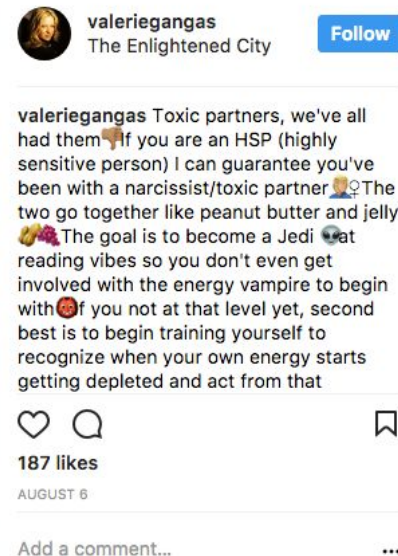 valeriegangas
The Enlightened City
Follow
valeriegangas Toxic partners, we've all
had them👎🏽If you are an HSP (highly
sensitive person) I can guarantee you've
been with a narcissist/toxic partner🤦🏼♀The
two go together like peanut butter and jelly
🥜🍇The goal is to become a Jedi 👽at
reading vibes so you don't even get
involved with the energy vampire to begin
with👹If you not at that level yet, second
best is to begin training yourself to
recognize when your own energy starts
getting depleted and act from that
187 likes
AUGUST 6
Add a comment...